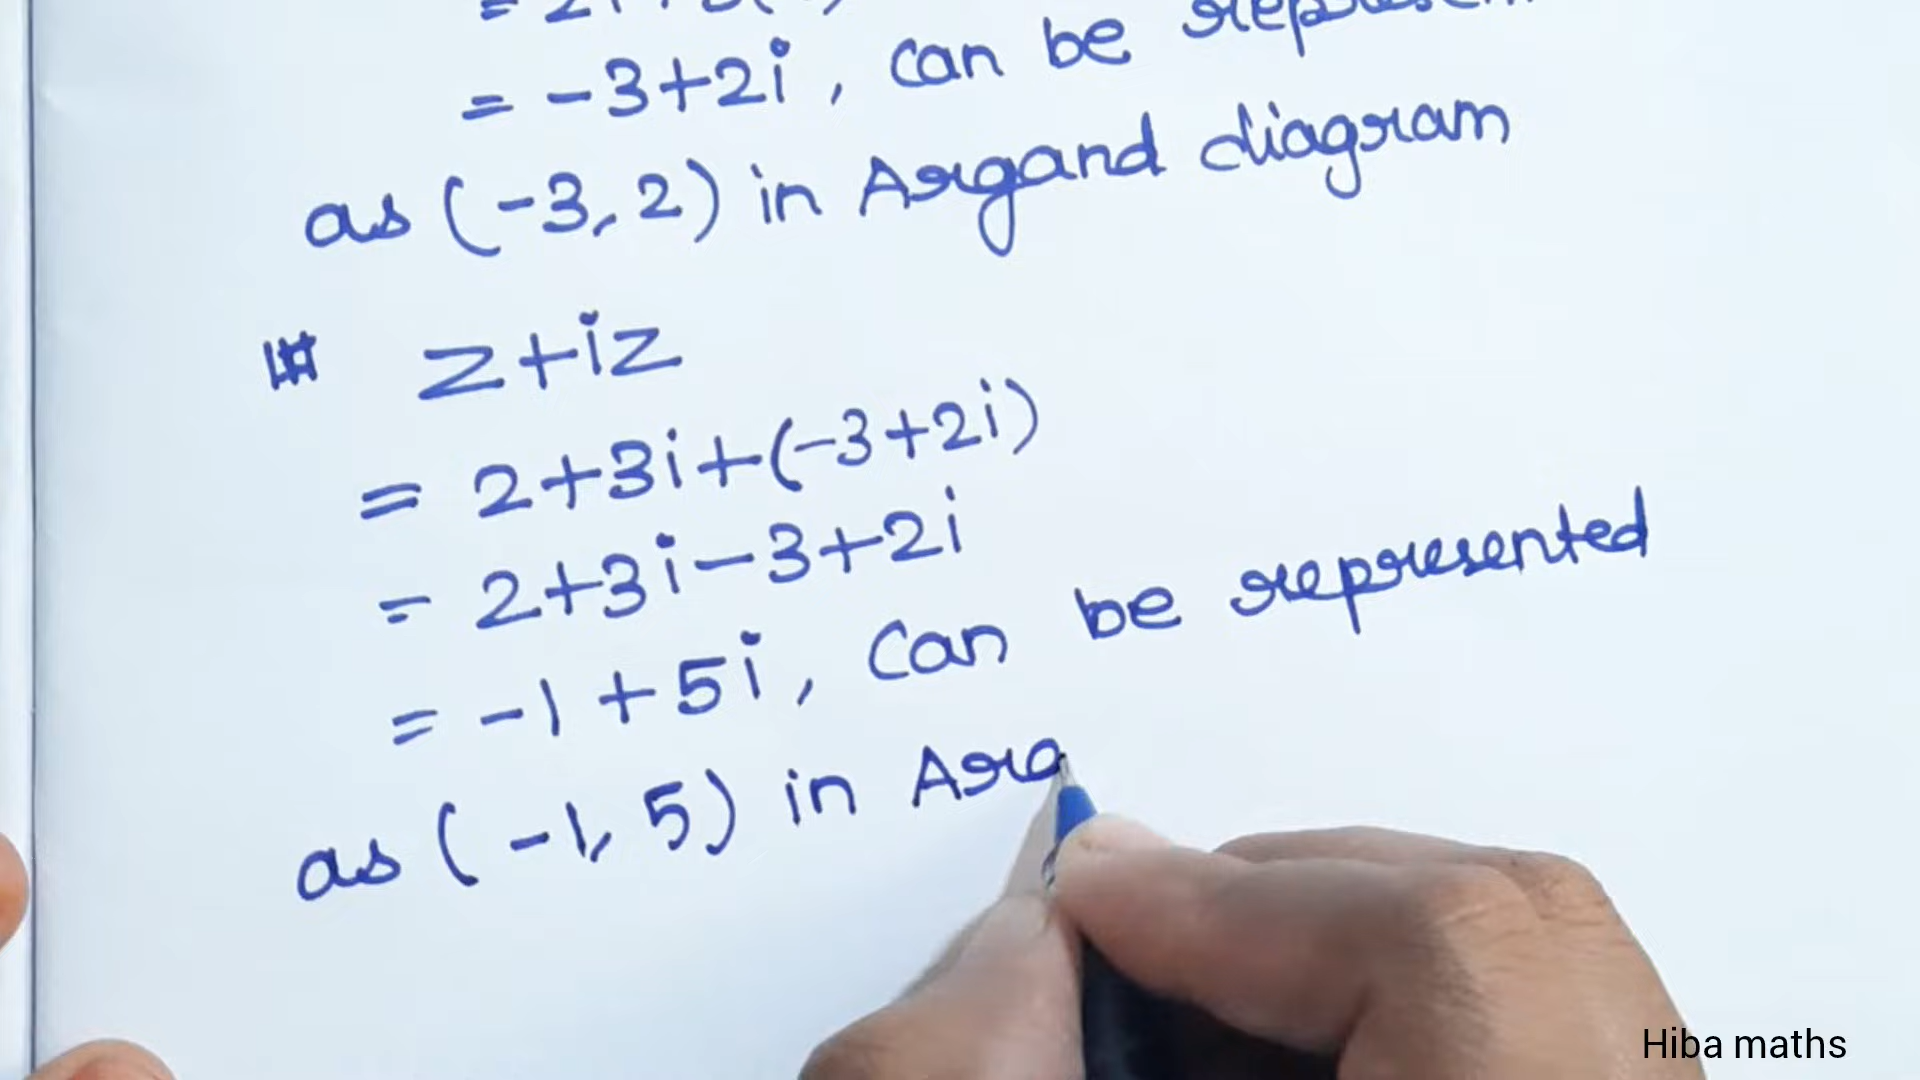 = -3+2i, can be
as (-3, 2) in Argand diagram
z+iz
= 2+3i+(-3+2i)
= 2+3i-3+2i
= -1+5i, Can be represented
as (-1, 5) in Arg
Hiba maths